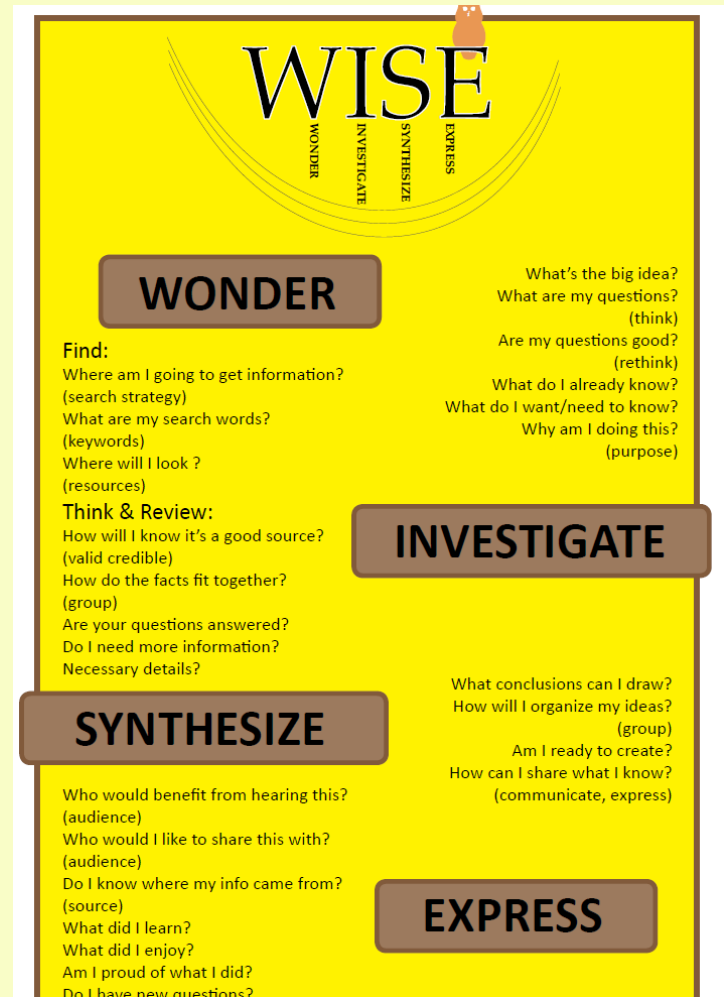 WISE
WONDER
INVESTIGATE
SYNTHESIZE
EXPRESS
WONDER
What's the big idea?
What are my questions?
(think)
Are my questions good?
(rethink)
What do I already know?
What do I want/need to know?
Why am I doing this?
(purpose)
Find:
Where am I going to get information?
(search strategy)
What are my search words?
(keywords)
Where will I look ?
(resources)
Think & Review:
How will I know it's a good source?
(valid credible)
How do the facts fit together?
(group)
Are your questions answered?
Do I need more information?
Necessary details?
INVESTIGATE
SYNTHESIZE
What conclusions can I draw?
How will I organize my ideas?
(group)
Am I ready to create?
How can I share what I know?
(communicate, express)
Who would benefit from hearing this?
(audience)
Who would I like to share this with?
(audience)
Do I know where my info came from?
(source)
What did I learn?
What did I enjoy?
Am I proud of what I did?
Do I have new questions?
EXPRESS